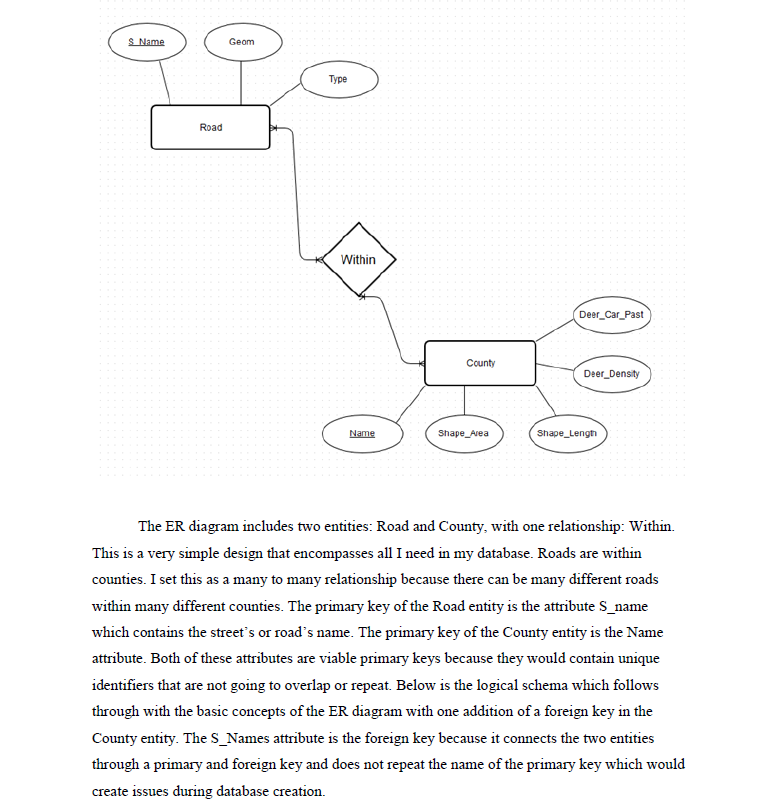 S_Name
Geom
Type
Road
Within
Deer_Car_Past
County
Deer_Density
Name
Shape_Area
Shape_Length
The ER diagram includes two entities: Road and County, with one relationship: Within.
This is a very simple design that encompasses all I need in my database. Roads are within
counties. I set this as a many to many relationship because there can be many different roads
within many different counties. The primary key of the Road entity is the attribute S_name
which contains the street’s or road’s name. The primary key of the County entity is the Name
attribute. Both of these attributes are viable primary keys because they would contain unique
identifiers that are not going to overlap or repeat. Below is the logical schema which follows
through with the basic concepts of the ER diagram with one addition of a foreign key in the
County entity. The S_Names attribute is the foreign key because it connects the two entities
through a primary and foreign key and does not repeat the name of the primary key which would
create issues during database creation.